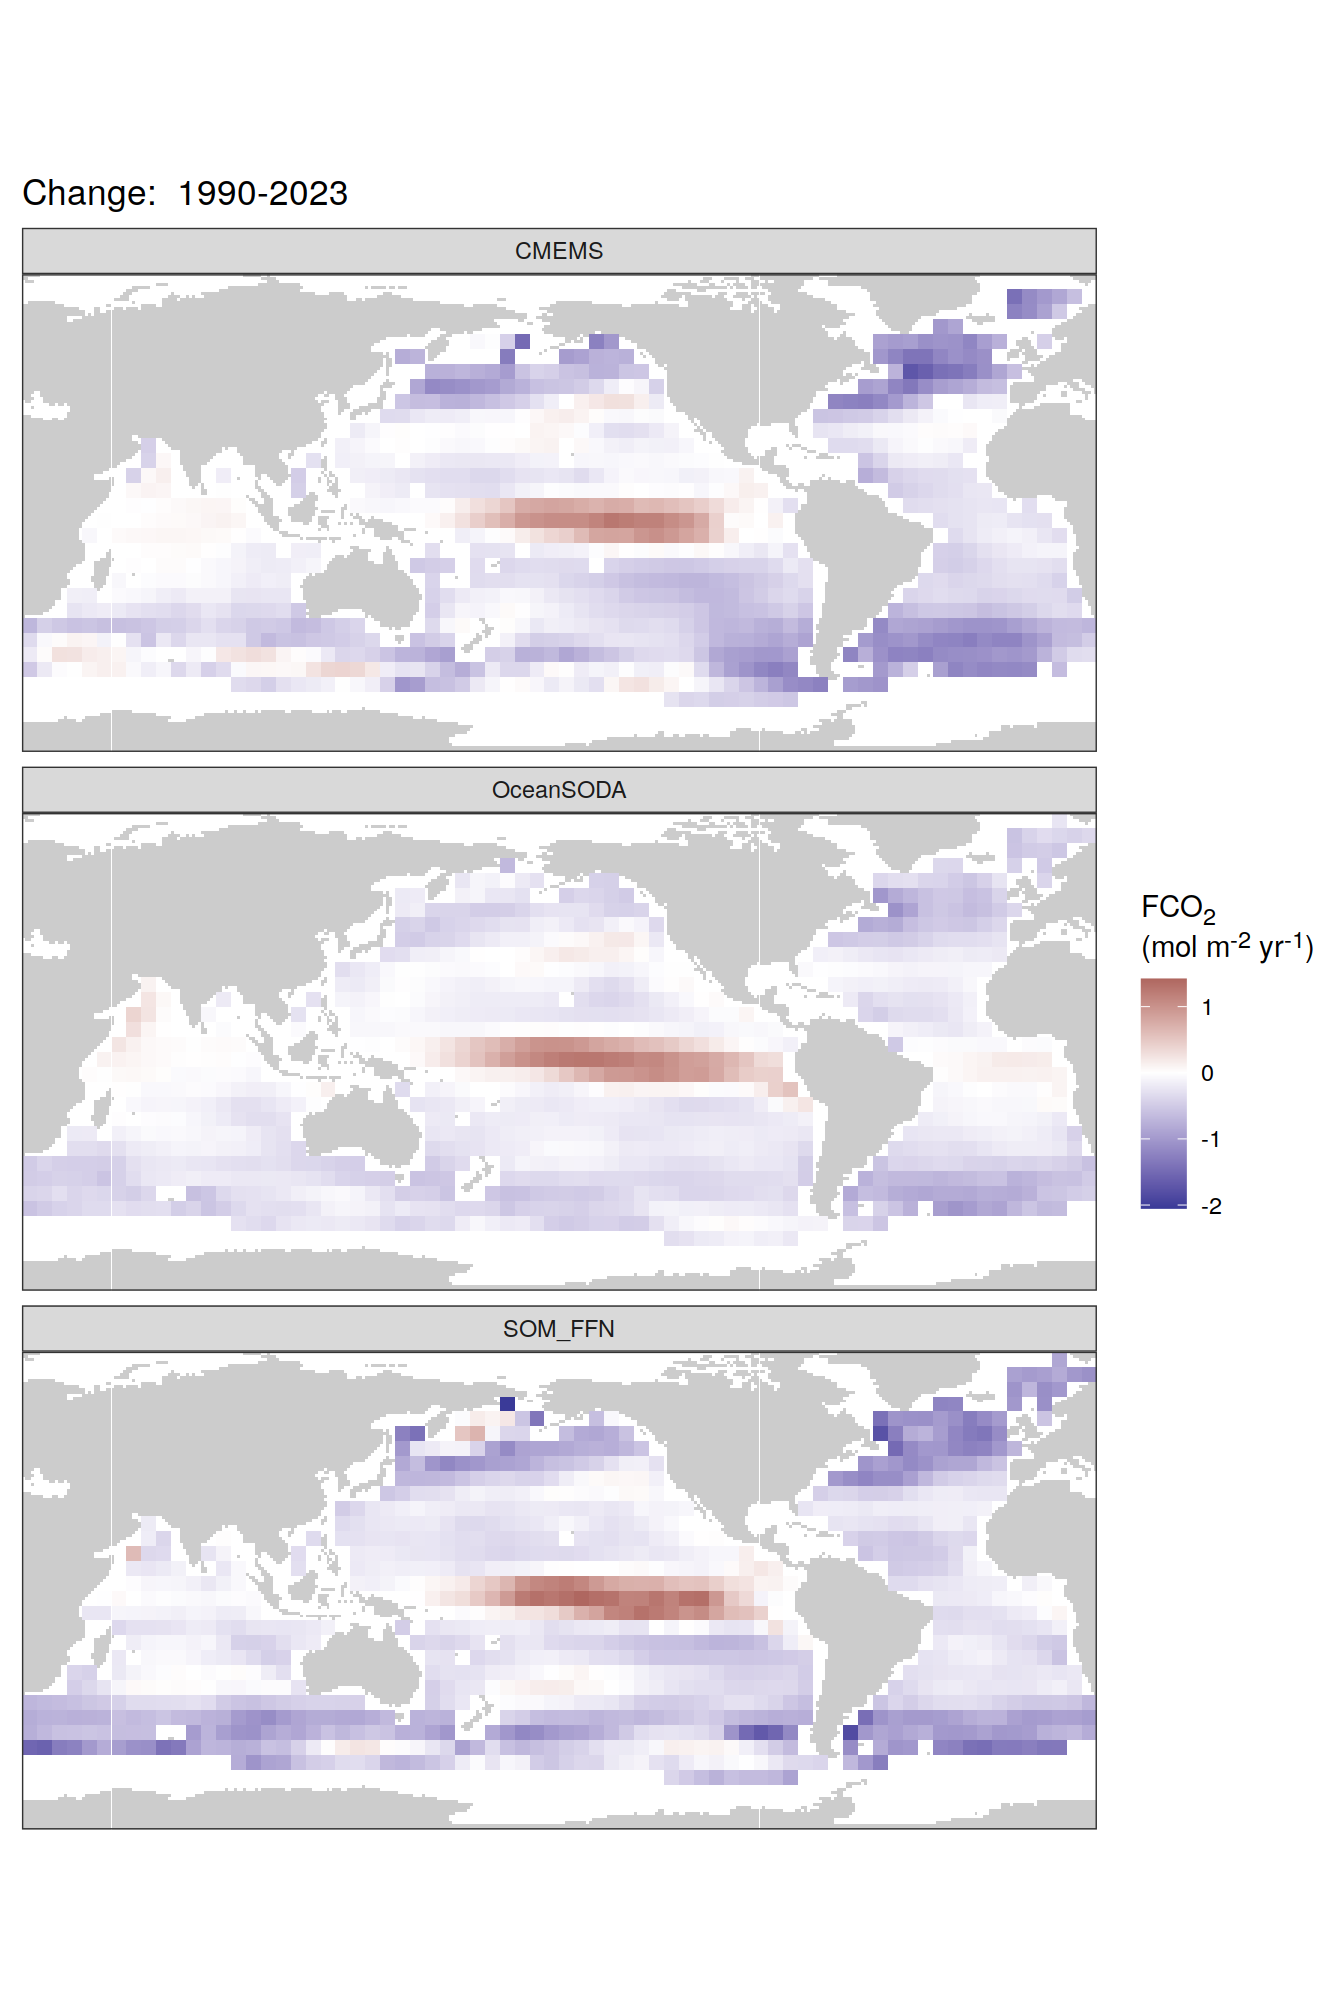 Change:  1990-2023
CMEMS
OceanSODA
SOM_FFN
FCO₂
(mol m⁻² yr⁻¹)
1
0
-1
-2